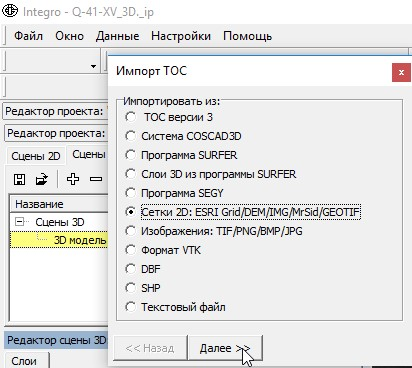 Integro - Q-41-XV_3D._ip
Файл Окно Данные Настройки Помощь
Импорт ТОС
x
Редактор проекта:
Редактор проекта:
Сцены 2D Сцены
Название
Сцены 3D
3D модель
Редактор сцены 3D:
Слои
Импортировать из:
ТОС версии 3
Система COSCAD3D
Программа SURFER
Слои 3D из программы SURFER
Программа SEGY
Сетки 2D: ESRI Grid/DEM/IMG/MrSid/GEOTIF
Изображения: TIF/PNG/BMP/JPG
Формат VTK
DBF
SHP
Текстовый файл
<< Назад Далее >>